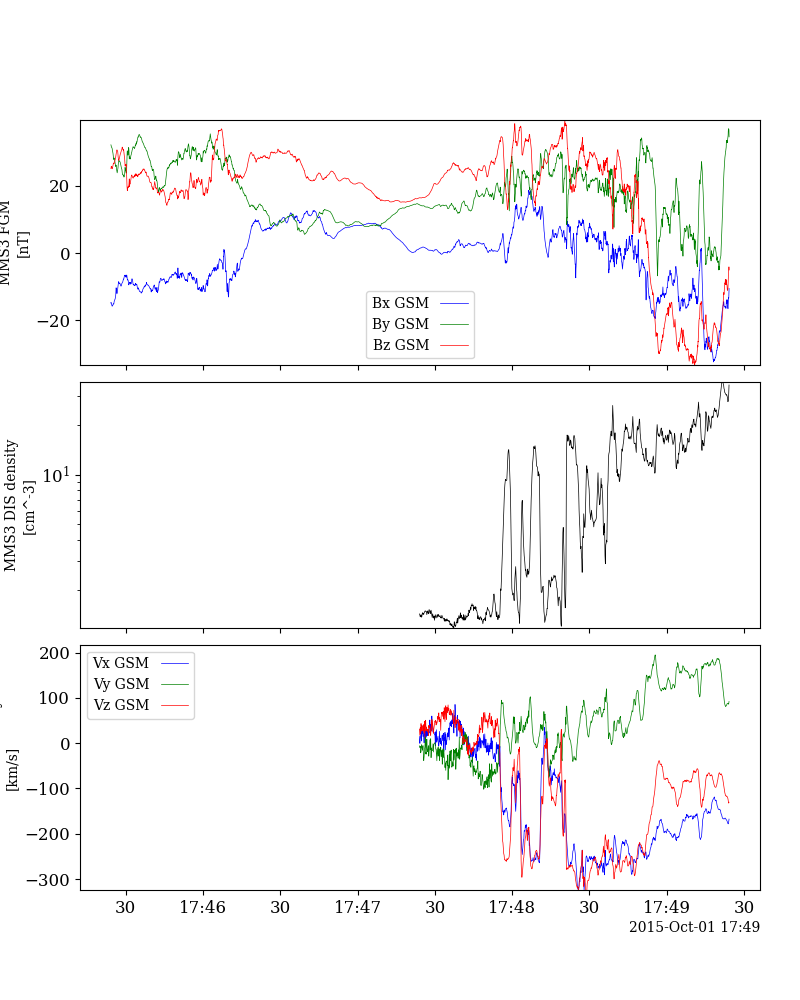 MMS3 FGM
[nT]
20
0
−20
Bx GSM
By GSM
Bz GSM
MMS3 DIS density
[cm^-3]
10^1
Vx GSM
Vy GSM
Vz GSM
[km/s]
200
100
0
−100
−200
−300
30
17:46
30
17:47
30
17:48
30
17:49
30
2015-Oct-01 17:49